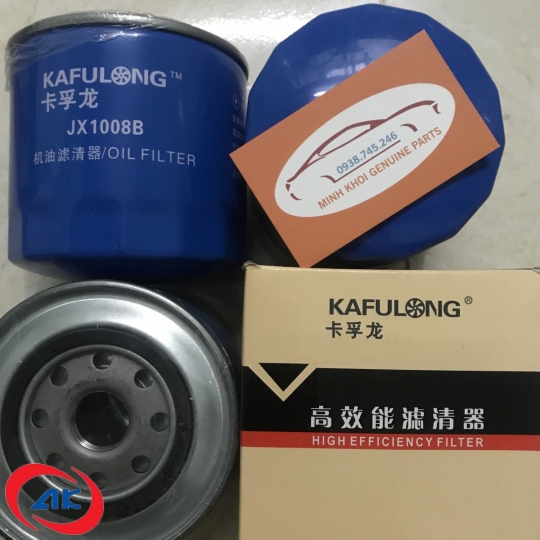 KAFULONG™
卡孚龙
JX1008B
机油滤清器/OIL FILTER
0938.745.246
MINH KHOI GENUINE PARTS
KAFULONG®
卡孚龙
高效能滤清器
HIGH EFFICIENCY FILTER
AK